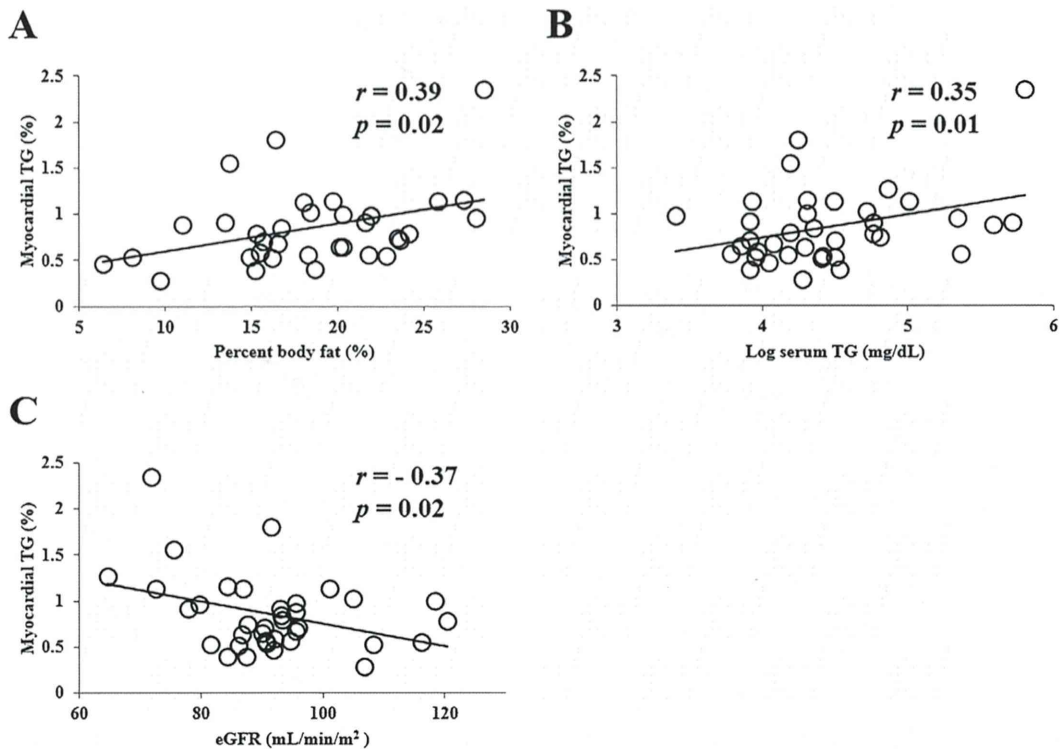 A
B
r = 0.39
p = 0.02
r = 0.35
p = 0.01
Myocardial TG (%)
2.5
2
1.5
1
0.5
0
5 10 15 20 25 30
Percent body fat (%)
Myocardial TG (%)
2.5
2
1.5
1
0.5
0
3 4 5 6
Log serum TG (mg/dL)
C
r = - 0.37
p = 0.02
Myocardial TG (%)
2.5
2
1.5
1
0.5
0
60 80 100 120
eGFR (mL/min/m²)